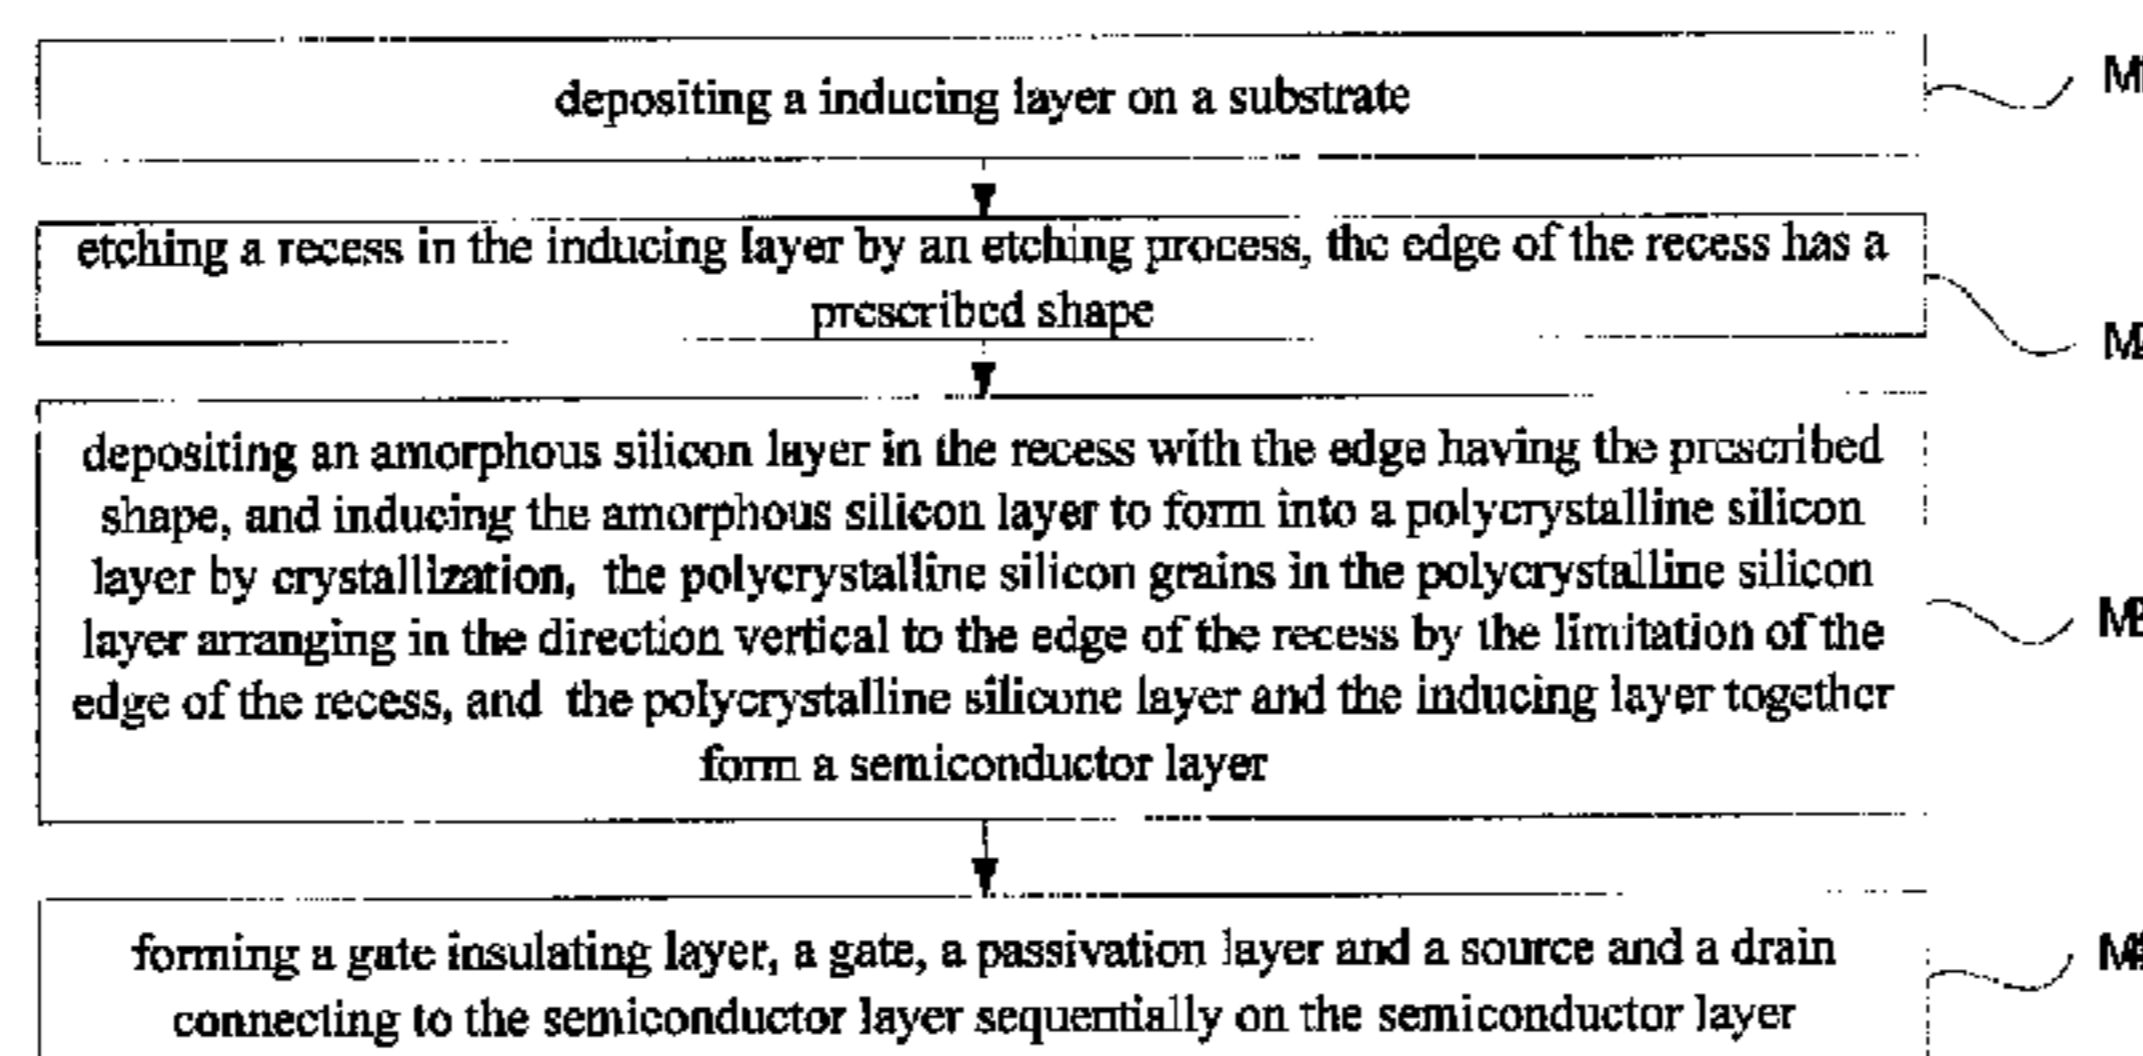 depositing a inducing layer on a substrate
M1
etching a recess in the inducing layer by an etching process, the edge of the recess has a
prescribed shape
M2
depositing an amorphous silicon layer in the recess with the edge having the prescribed
shape, and inducing the amorphous silicon layer to form into a polycrystalline silicon
layer by crystallization, the polycrystalline silicon grains in the polycrystalline silicon
layer arranging in the direction vertical to the edge of the recess by the limitation of the
edge of the recess, and the polycrystalline silicone layer and the inducing layer together
form a semiconductor layer
M3
forming a gate insulating layer, a gate, a passivation layer and a source and a drain
connecting to the semiconductor layer sequentially on the semiconductor layer
M4